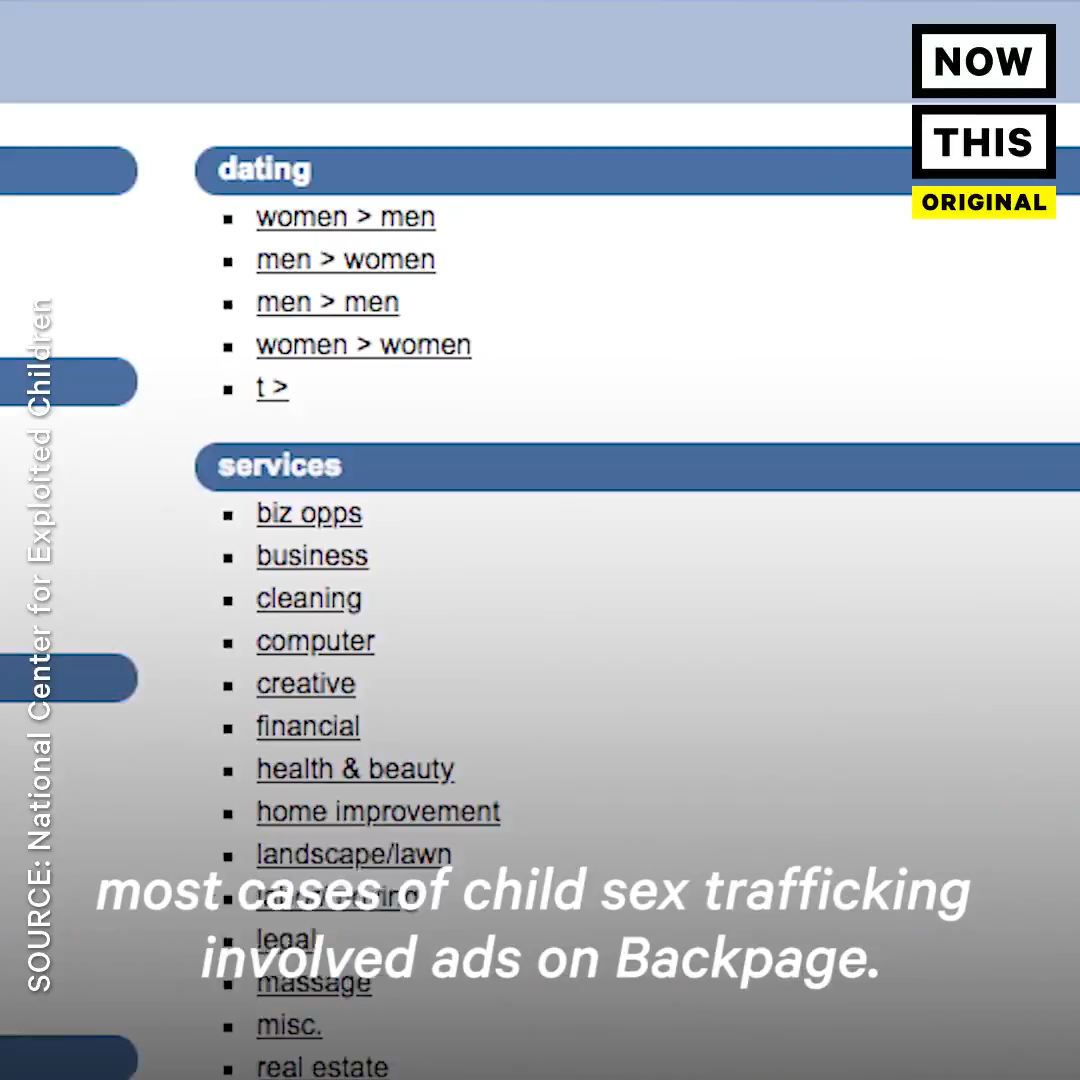 NOW
THIS
ORIGINAL
SOURCE: National Center for Exploited Children
dating
women > men
men > women
men > men
women > women
t >
services
biz opps
business
cleaning
computer
creative
financial
health & beauty
home improvement
landscape/lawn
legal
massage
misc.
real estate
most cases of child sex trafficking
involved ads on Backpage.